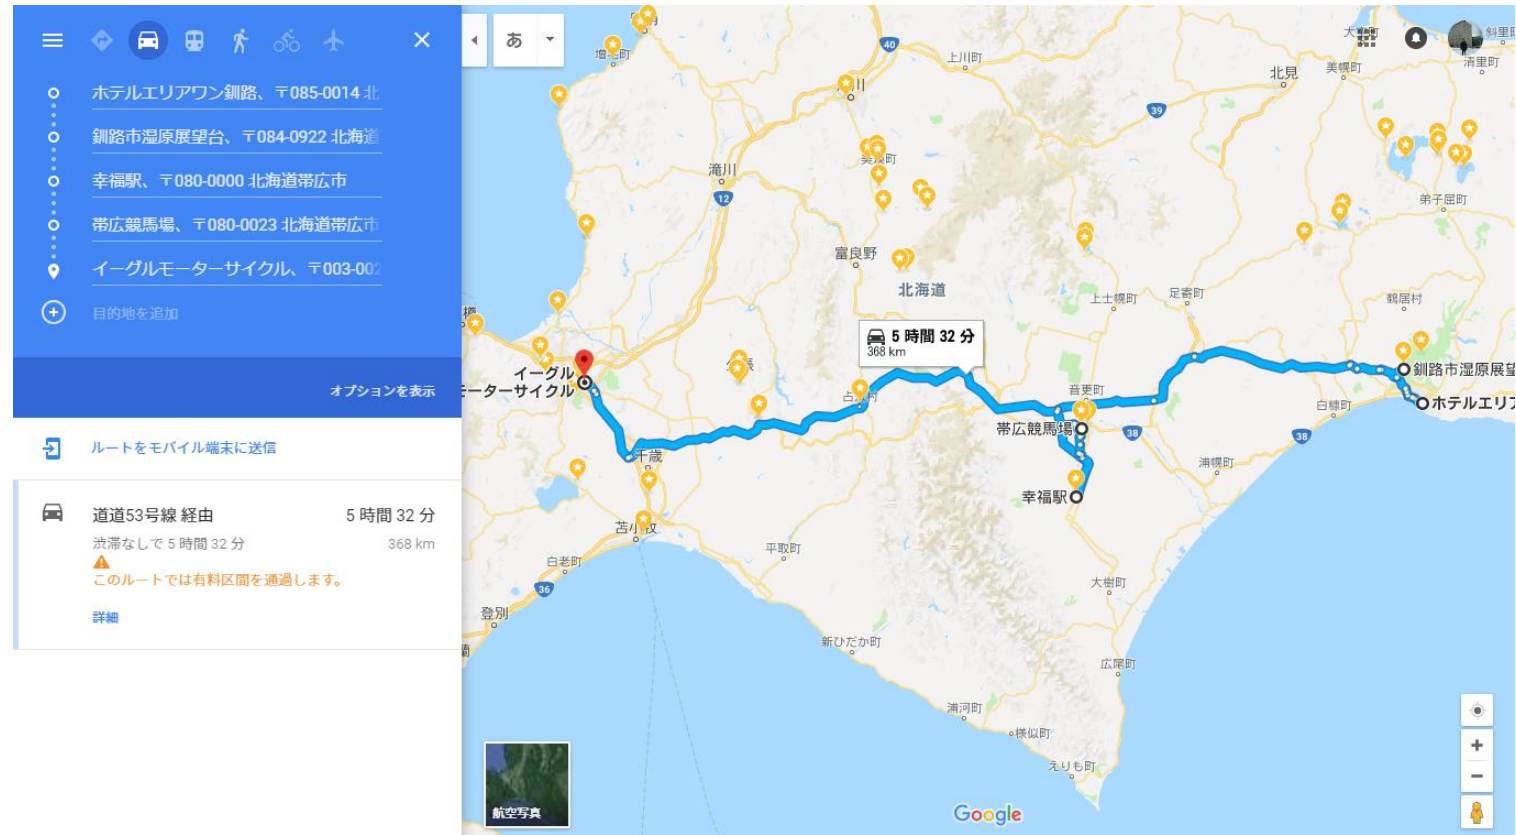 ホテルエリアワン釧路、〒085-0014 北
釧路市湿原展望台、〒084-0922 北海道
幸福駅、〒080-0000 北海道帯広市
帯広競馬場、〒080-0023 北海道帯広市
イーグルモーターサイクル、〒003-002
目的地を追加
オプションを表示
ルートをモバイル端末に送信
道道53号線 経由
5 時間 32 分
渋滞なしで 5 時間 32 分
368 km
このルートでは有料区間を通過します。
詳細
あ
40
上川町
北見
美幌町
斜里町
清里町
39
滝川
12
弟子屈町
富良野
北海道
上士幌町
足寄町
鶴居村
5 時間 32 分
368 km
イーグル
モーターサイクル
音更町
釧路市湿原展望
白糠町
ホテルエリア
帯広競馬場
38
38
千歳
浦幌町
幸福駅
苫小牧
平取町
白老町
36
大樹町
登別
新ひだか町
広尾町
浦河町
様似町
えりも町
航空写真
Google